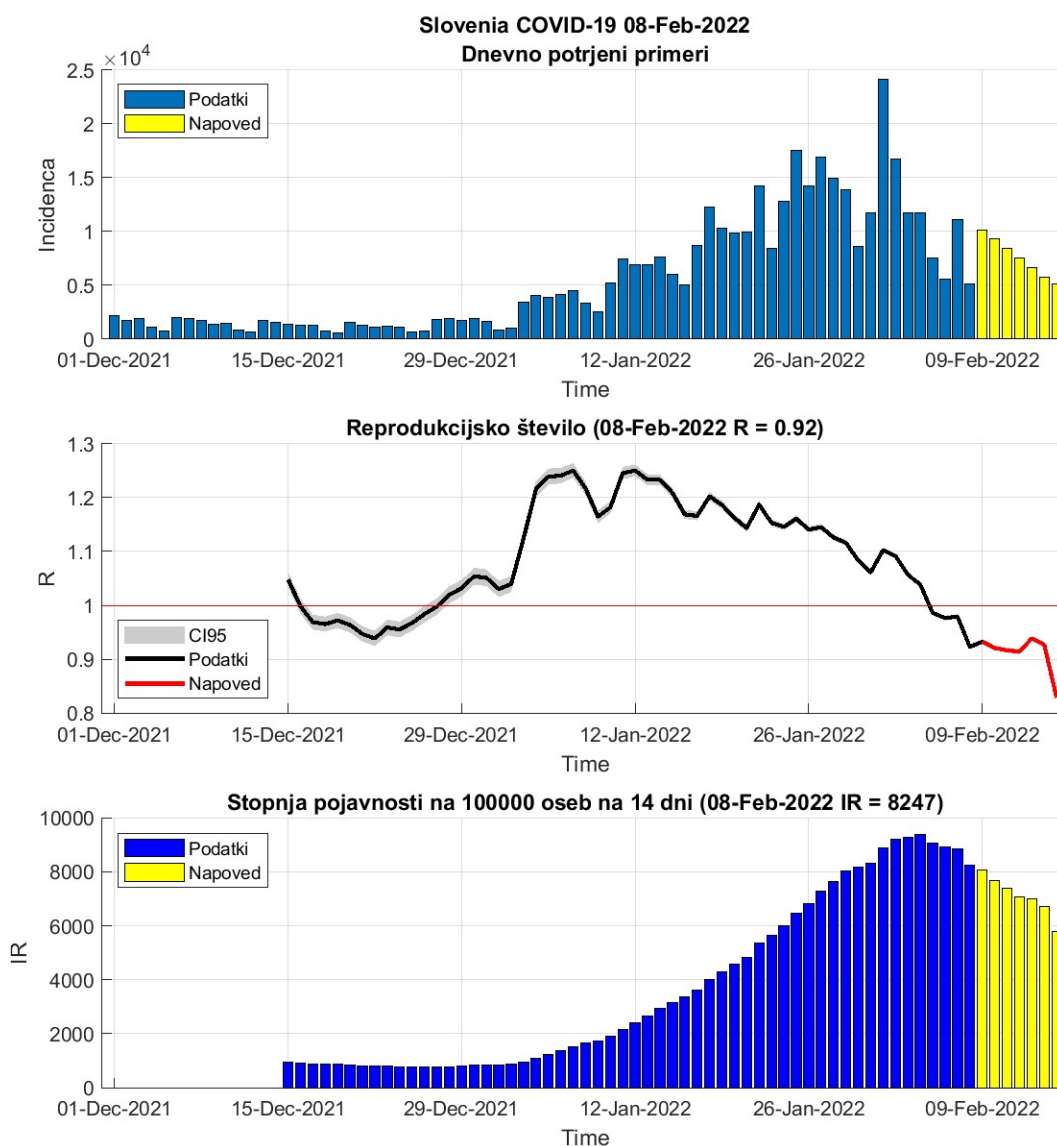 Slovenia COVID-19 08-Feb-2022
Dnevno potrjeni primeri
×10⁴
2.5
2
1.5
1
0.5
0
Incidenca
Podatki
Napoved
01-Dec-2021 15-Dec-2021 29-Dec-2021 12-Jan-2022 26-Jan-2022 09-Feb-2022
Time
Reprodukcijsko število (08-Feb-2022 R = 0.92)
1.3
1.2
1.1
1
0.9
0.8
R
CI95
Podatki
Napoved
01-Dec-2021 15-Dec-2021 29-Dec-2021 12-Jan-2022 26-Jan-2022 09-Feb-2022
Time
Stopnja pojavnosti na 100000 oseb na 14 dni (08-Feb-2022 IR = 8247)
10000
8000
6000
4000
2000
0
IR
Podatki
Napoved
01-Dec-2021 15-Dec-2021 29-Dec-2021 12-Jan-2022 26-Jan-2022 09-Feb-2022
Time